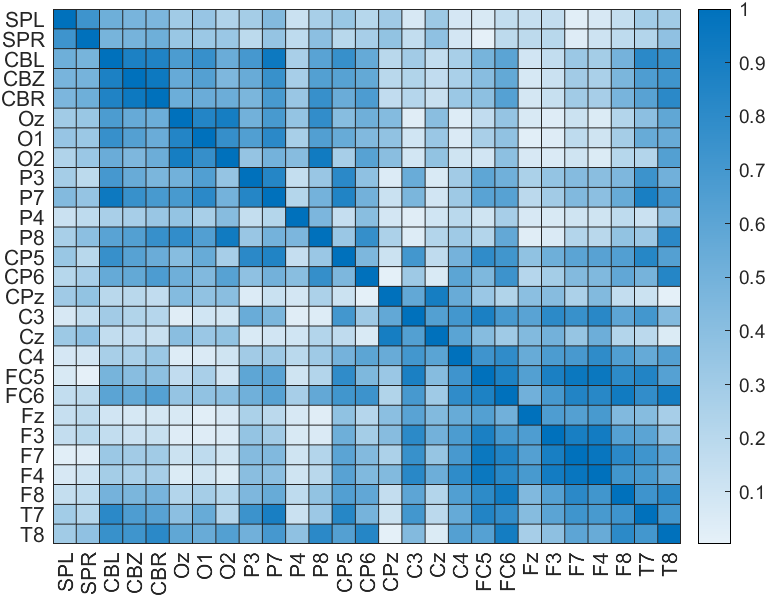 SPL
SPR
CBL
CBZ
CBR
Oz
O1
O2
P3
P7
P4
P8
CP5
CP6
CPz
C3
Cz
C4
FC5
FC6
Fz
F3
F7
F4
F8
T7
T8
SPL SPR CBL CBZ CBR Oz O1 O2 P3 P7 P4 P8 CP5 CP6 CPz C3 Cz C4 FC5 FC6 Fz F3 F7 F4 F8 T7 T8
1
0.9
0.8
0.7
0.6
0.5
0.4
0.3
0.2
0.1